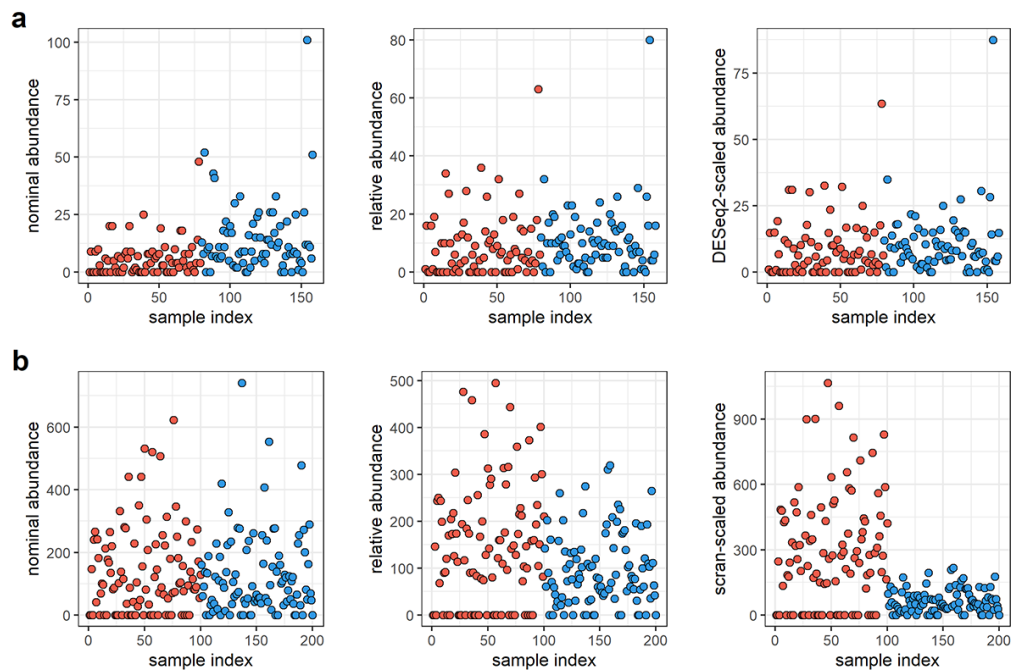 a
nominal abundance
100
75
50
25
0
0 50 100 150
sample index
relative abundance
80
60
40
20
0
0 50 100 150
sample index
DESeq2-scaled abundance
75
50
25
0
0 50 100 150
sample index
b
nominal abundance
600
400
200
0
0 50 100 150 200
sample index
relative abundance
500
400
300
200
100
0
0 50 100 150 200
sample index
scran-scaled abundance
900
600
300
0
0 50 100 150 200
sample index